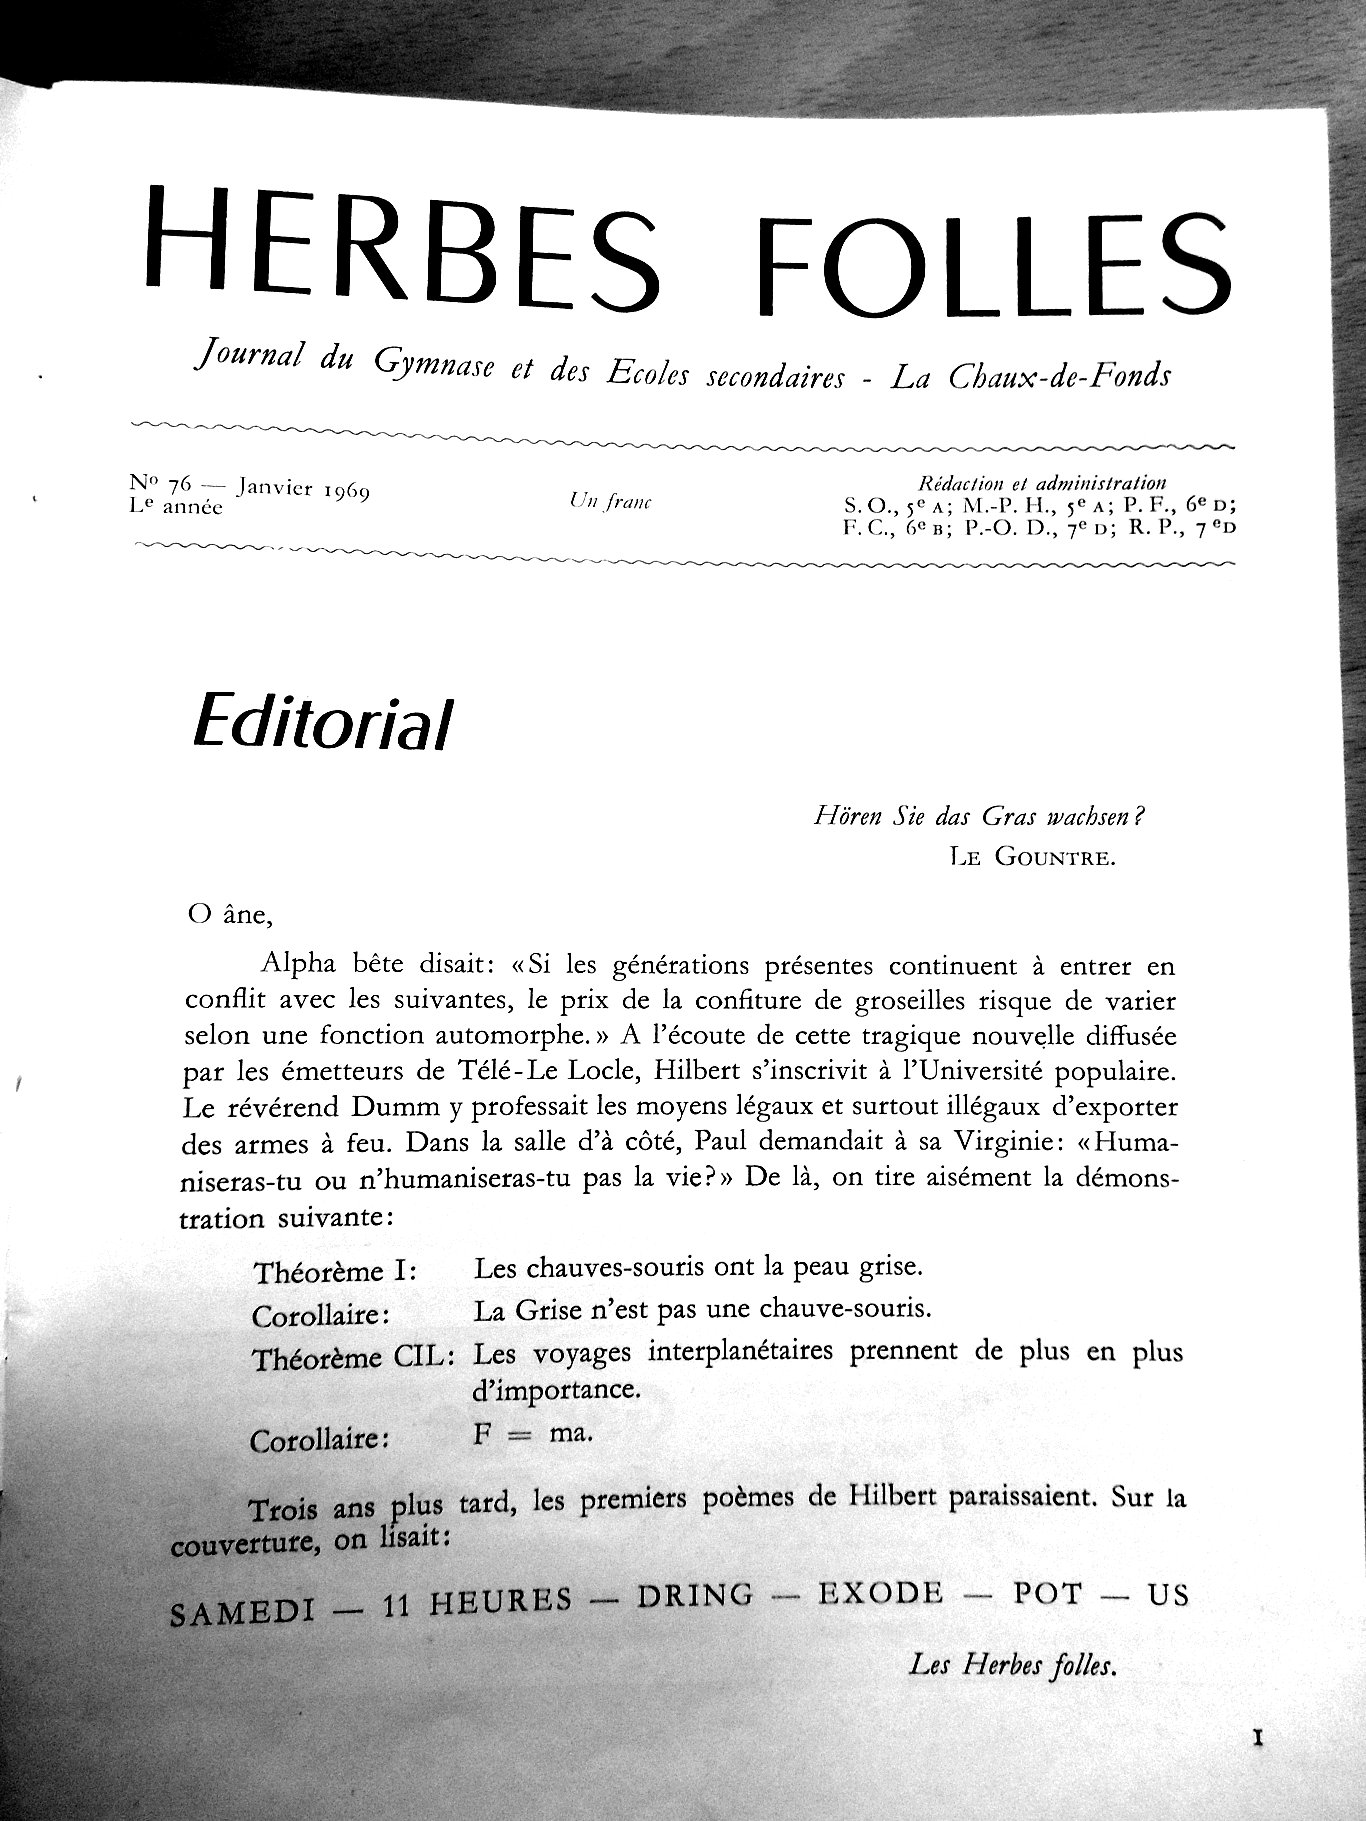 HERBES FOLLES
Journal du Gymnase et des Ecoles secondaires - La Chaux-de-Fonds
Nº 76 — Janvier 1969
Le année
Un franc
Rédaction et administration
S. O., 5e A; M.-P. H., 5e A; P. F., 6e D;
F. C., 6e B; P.-O. D., 7e D; R. P., 7 eD
Editorial
Hören Sie das Gras wachsen?
LE GOUNTRE.
O âne,
Alpha bête disait: «Si les générations présentes continuent à entrer en
conflit avec les suivantes, le prix de la confiture de groseilles risque de varier
selon une fonction automorphe.» A l'écoute de cette tragique nouvelle diffusée
par les émetteurs de Télé-Le Locle, Hilbert s'inscrivit à l'Université populaire.
Le révérend Dumm y professait les moyens légaux et surtout illégaux d'exporter
des armes à feu. Dans la salle d'à côté, Paul demandait à sa Virginie: «Huma-
niseras-tu ou n'humaniseras-tu pas la vie?» De là, on tire aisément la démons-
tration suivante:
Théorème I: Les chauves-souris ont la peau grise.
Corollaire: La Grise n'est pas une chauve-souris.
Théorème CIL: Les voyages interplanétaires prennent de plus en plus
d'importance.
Corollaire: F = ma.
Trois ans plus tard, les premiers poèmes de Hilbert paraissaient. Sur la
couverture, on lisait:
SAMEDI — 11 HEURES — DRING — EXODE — POT — US
Les Herbes folles.
1